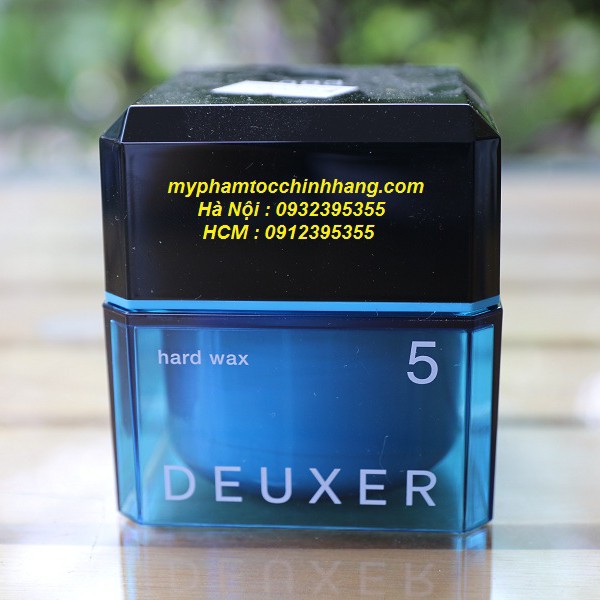 myphamtocchinhhang.com
Hà Nội : 0932395355
HCM : 0912395355
hard wax 5
DEUXER